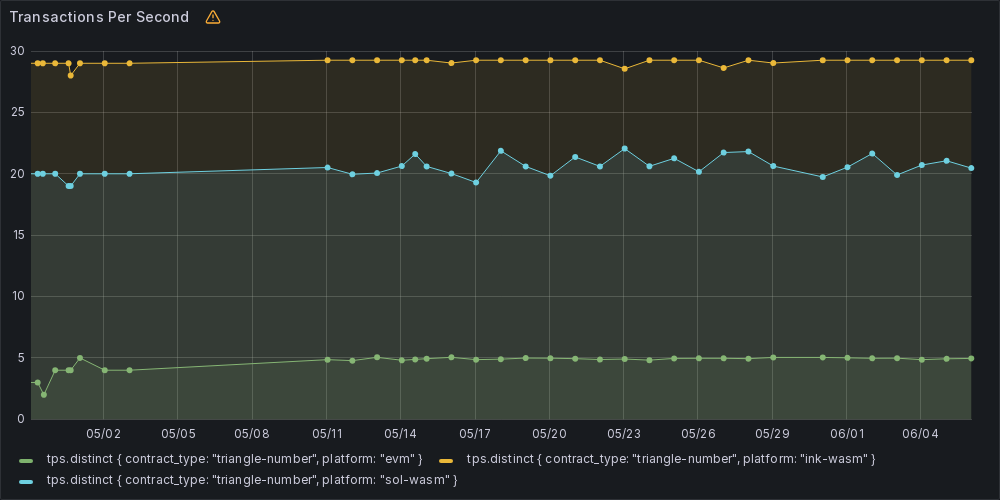 Transactions Per Second
30
25
20
15
10
5
0
05/02 05/05 05/08 05/11 05/14 05/17 05/20 05/23 05/26 05/29 06/01 06/04
tps.distinct { contract_type: "triangle-number", platform: "evm" } tps.distinct { contract_type: "triangle-number", platform: "ink-wasm" }
tps.distinct { contract_type: "triangle-number", platform: "sol-wasm" }